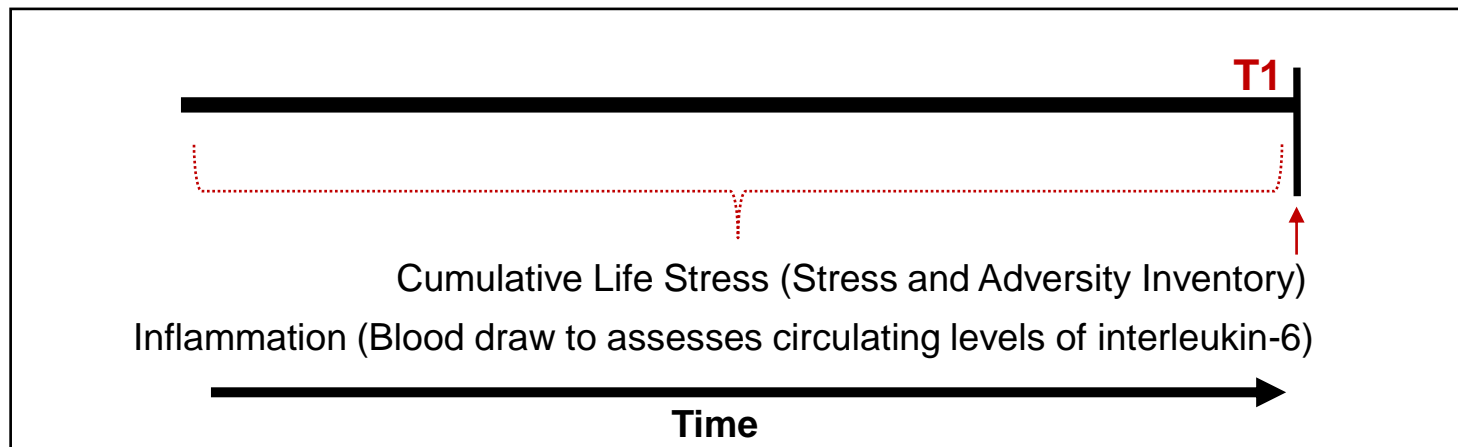 T1
Cumulative Life Stress (Stress and Adversity Inventory)
Inflammation (Blood draw to assesses circulating levels of interleukin-6)
Time